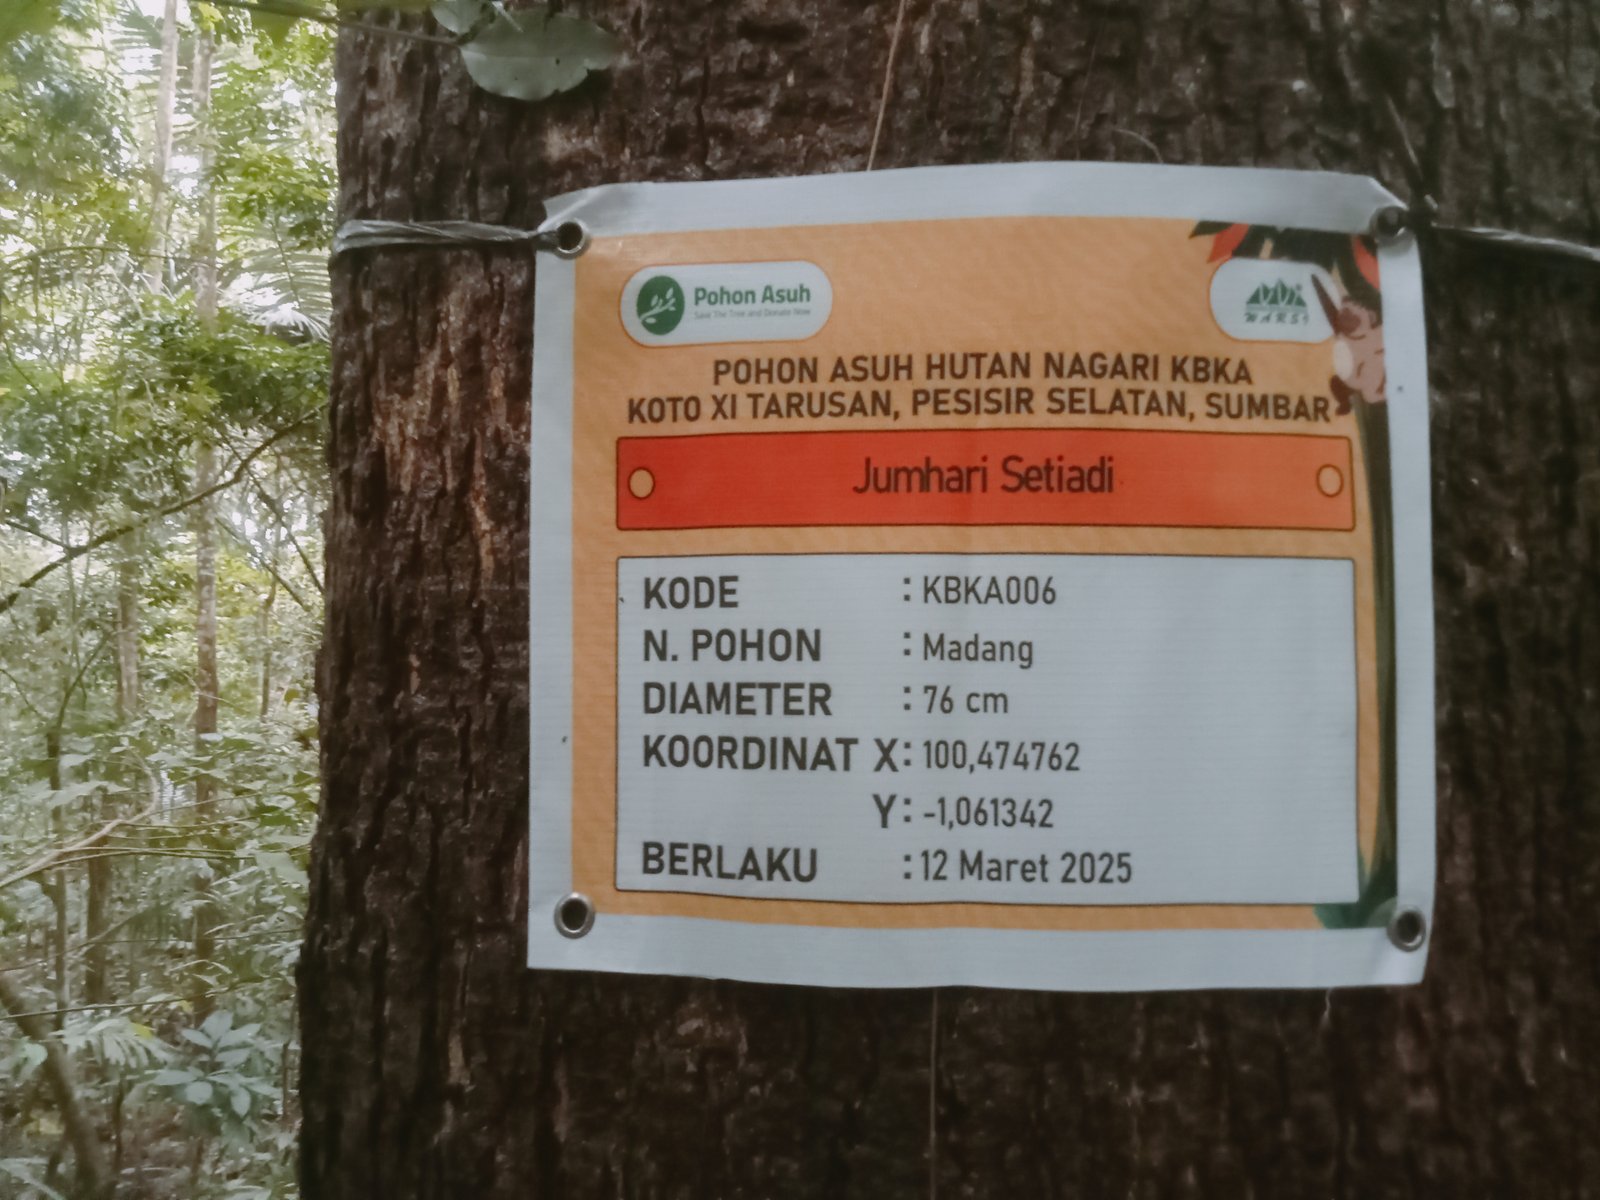 Pohon Asuh
Save The Tree and Donate Now
WARSI
POHON ASUH HUTAN NAGARI KBKA
KOTO XI TARUSAN, PESISIR SELATAN, SUMBAR
Jumhari Setiadi
KODE : KBKA006
N. POHON : Madang
DIAMETER : 76 cm
KOORDINAT X: 100,474762
Y: -1,061342
BERLAKU : 12 Maret 2025